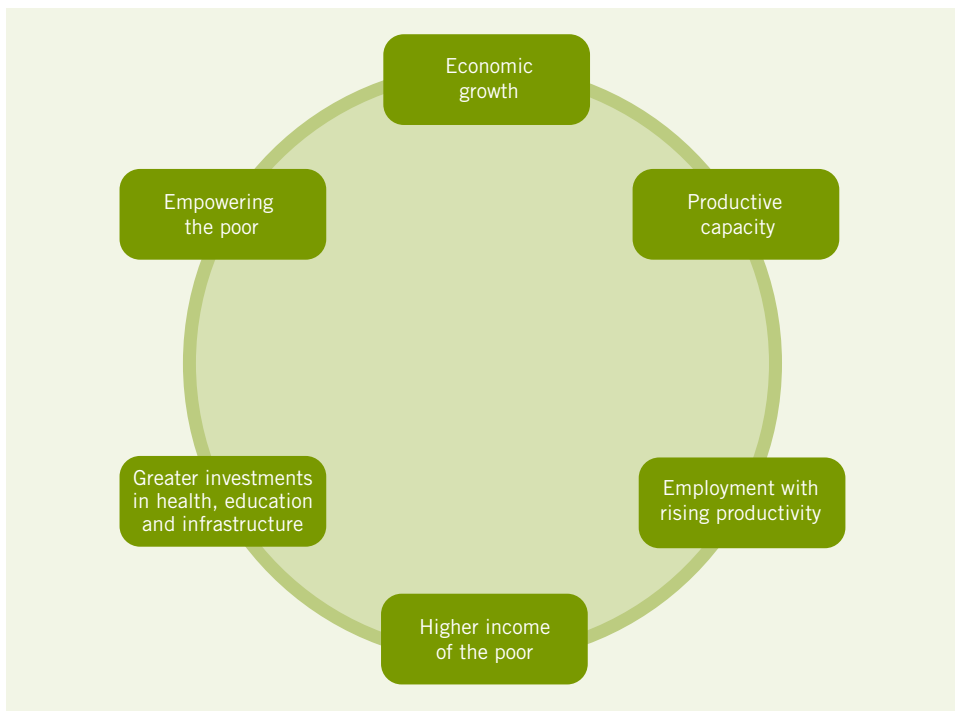 Economic
growth
Productive
capacity
Employment with
rising productivity
Higher income
of the poor
Greater investments
in health, education
and infrastructure
Empowering
the poor